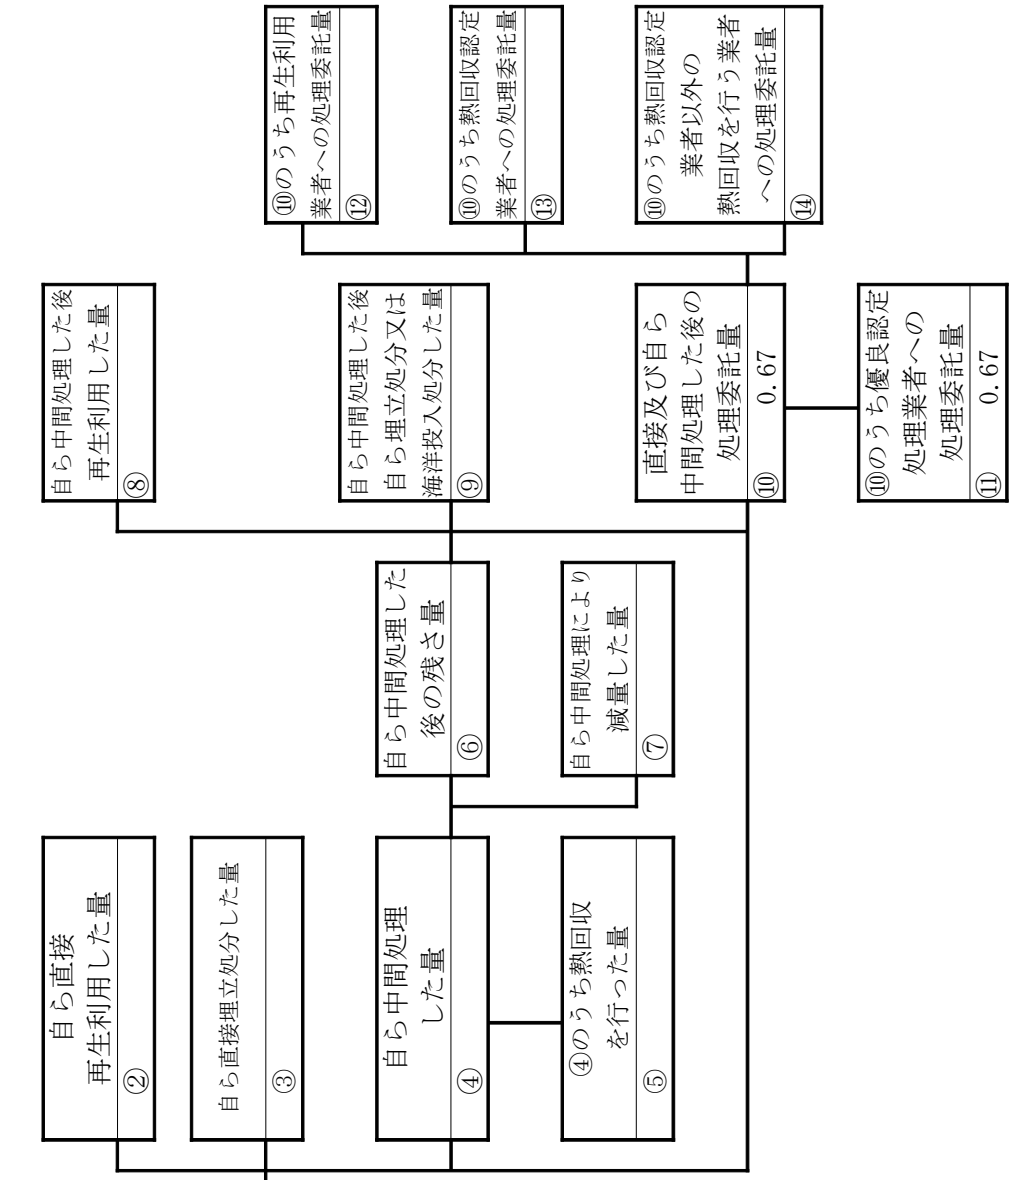 自ら直接
再生利用した量
②
自ら直接埋立処分した量
③
自ら中間処理
した量
④
④のうち熱回収
を行った量
⑤
自ら中間処理した
後の残さ量
⑥
自ら中間処理により
減量した量
⑦
自ら中間処理した後
再生利用した量
⑧
自ら中間処理した後
自ら埋立処分又は
海洋投入処分した量
⑨
直接及び自ら
中間処理した後の
処理委託量
⑩ 0.67
⑩のうち優良認定
処理業者への
処理委託量
⑪ 0.67
⑩のうち再生利用
業者への処理委託量
⑫
⑩のうち熱回収認定
業者への処理委託量
⑬
⑩のうち熱回収認定
業者以外の
熱回収を行う業者
への処理委託量
⑭